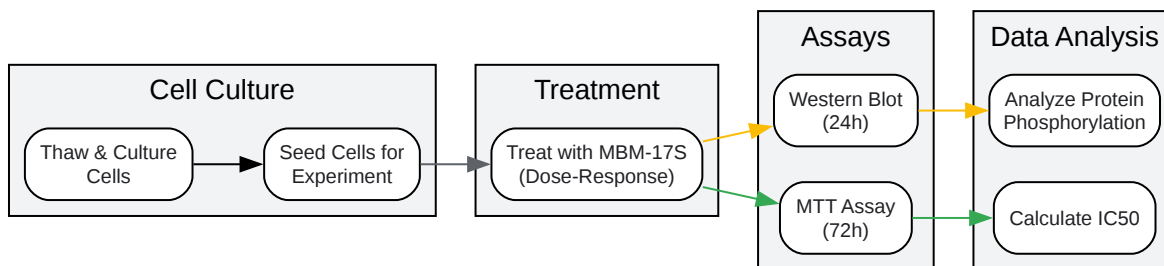 Cell Culture
Thaw & Culture
Cells
Seed Cells for
Experiment
Treatment
Treat with MBM-17S
(Dose-Response)
Assays
Western Blot
(24h)
MTT Assay
(72h)
Data Analysis
Analyze Protein
Phosphorylation
Calculate IC50